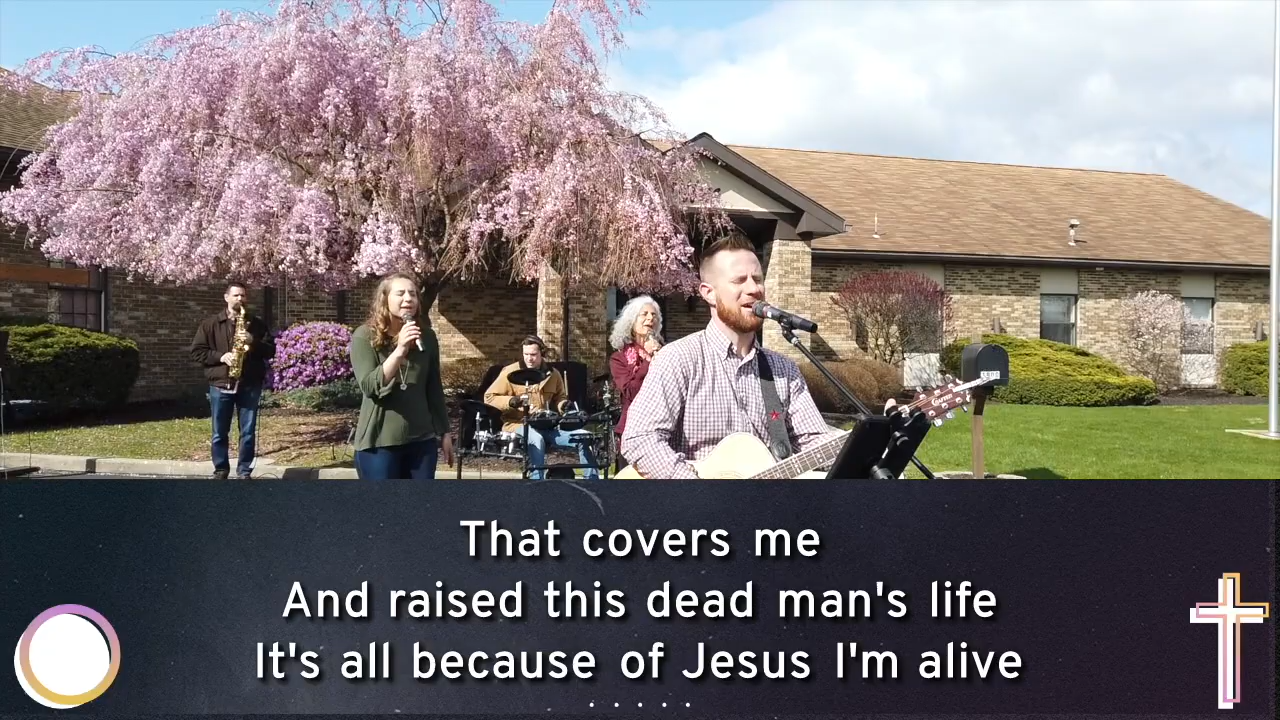 That covers me
And raised this dead man's life
It's all because of Jesus I'm alive